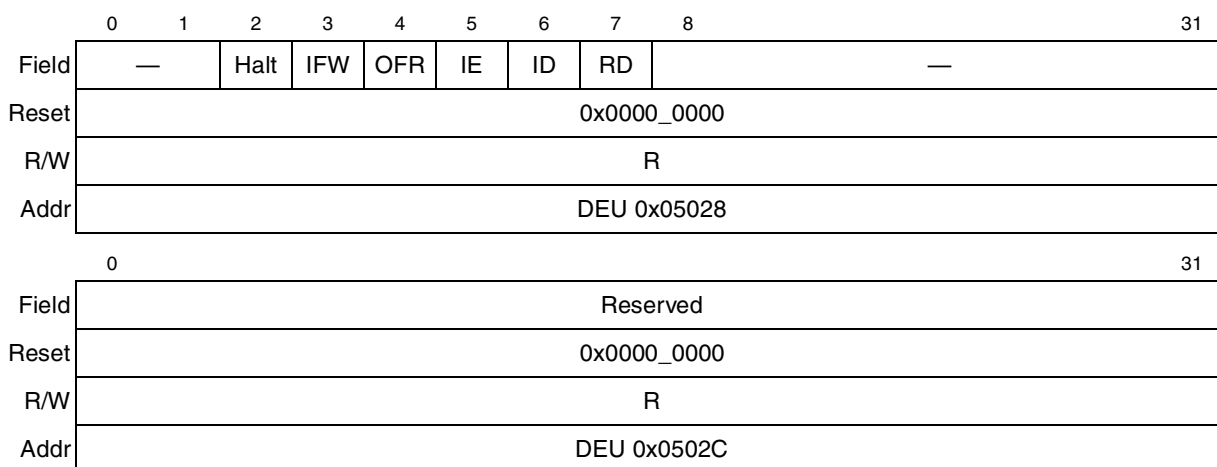 0 1 2 3 4 5 6 7 8 31
Field — Halt IFW OFR IE ID RD —
Reset 0x0000_0000
R/W R
Addr DEU 0x05028
0 31
Field Reserved
Reset 0x0000_0000
R/W R
Addr DEU 0x0502C